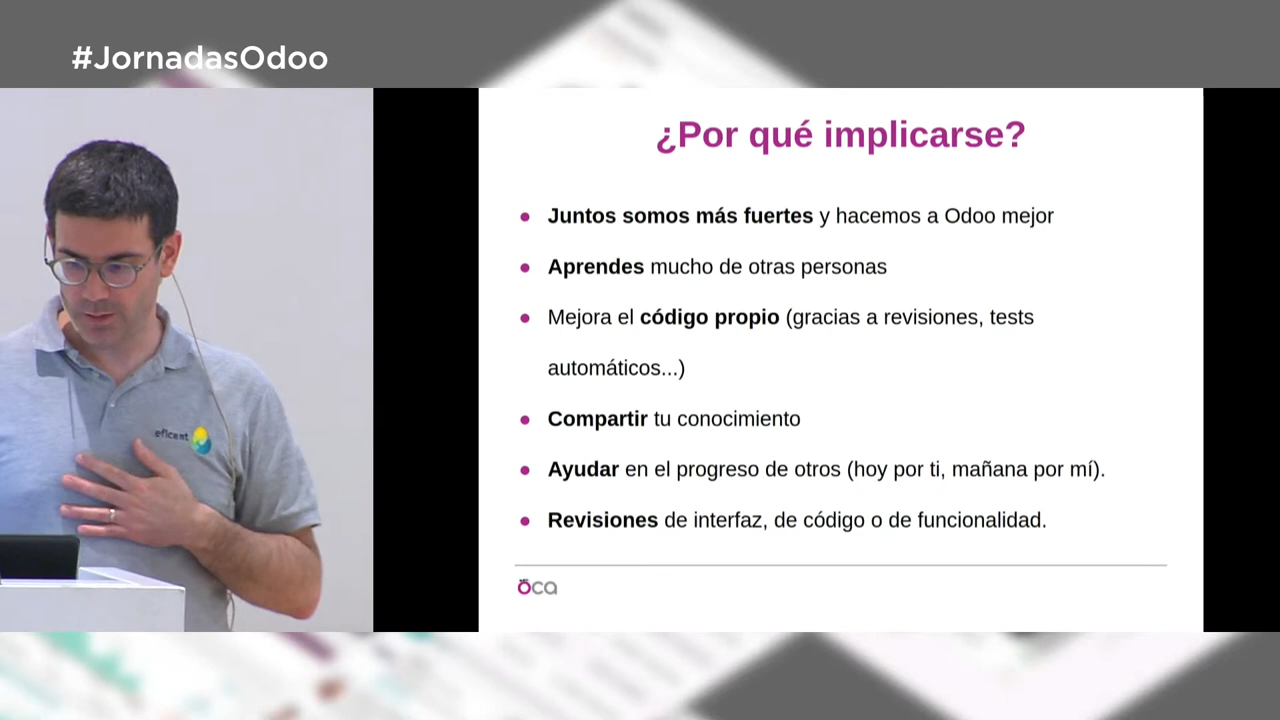 #JornadasOdoo
¿Por qué implicarse?
Juntos somos más fuertes y hacemos a Odoo mejor
Aprendes mucho de otras personas
Mejora el código propio (gracias a revisiones, tests
automáticos...)
Compartir tu conocimiento
Ayudar en el progreso de otros (hoy por ti, mañana por mí).
Revisiones de interfaz, de código o de funcionalidad.
eficent
oca